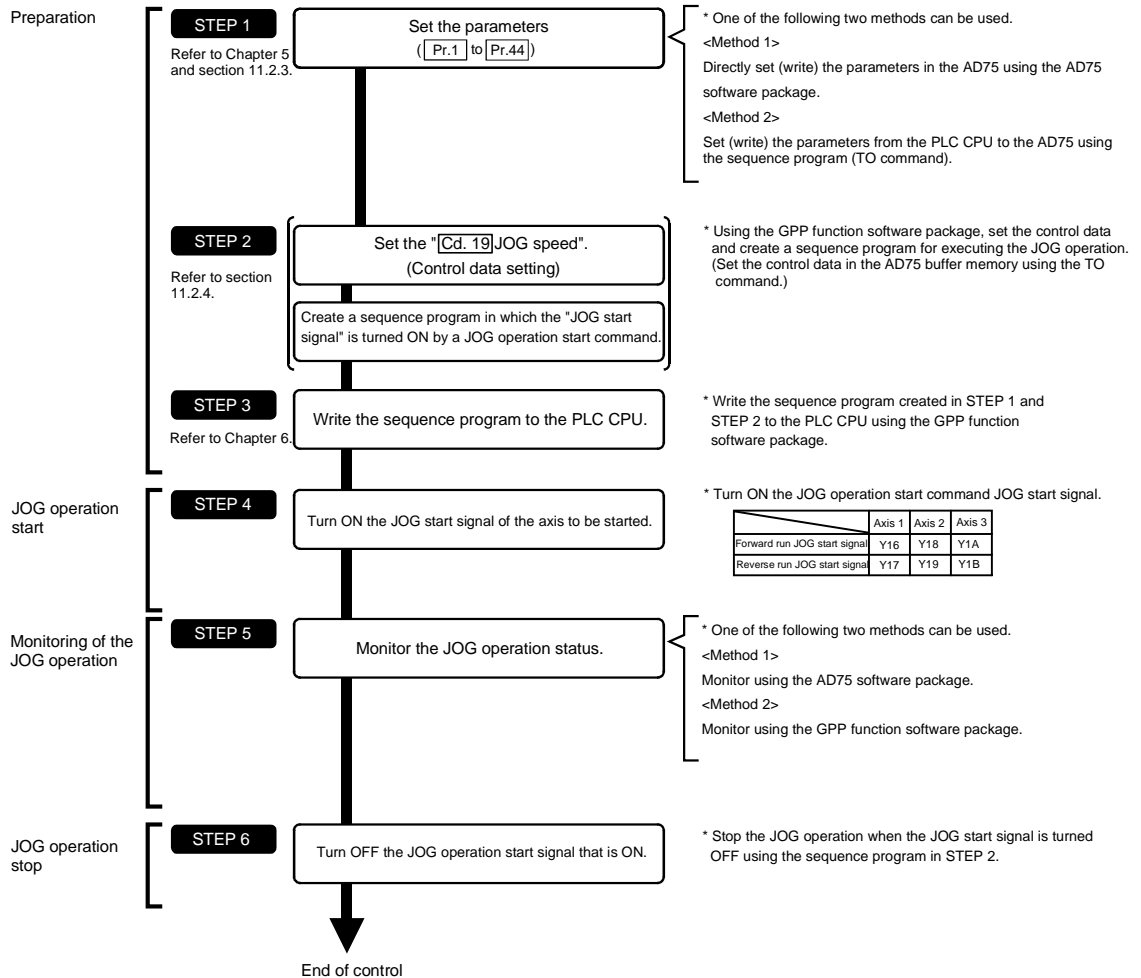 Preparation
STEP 1
Refer to Chapter 5
and section 11.2.3.
Set the parameters
( Pr.1 to Pr.44 )
* One of the following two methods can be used.
<Method 1>
Directly set (write) the parameters in the AD75 using the AD75
software package.
<Method 2>
Set (write) the parameters from the PLC CPU to the AD75 using
the sequence program (TO command).
STEP 2
Refer to section
11.2.4.
Set the "Cd. 19 JOG speed".
(Control data setting)
Create a sequence program in which the "JOG start
signal" is turned ON by a JOG operation start command.
* Using the GPP function software package, set the control data
and create a sequence program for executing the JOG operation.
(Set the control data in the AD75 buffer memory using the TO
command.)
STEP 3
Refer to Chapter 6.
Write the sequence program to the PLC CPU.
* Write the sequence program created in STEP 1 and
STEP 2 to the PLC CPU using the GPP function
software package.
JOG operation
start
STEP 4
Turn ON the JOG start signal of the axis to be started.
* Turn ON the JOG operation start command JOG start signal.
Axis 1 Axis 2 Axis 3
Forward run JOG start signal Y16 Y18 Y1A
Reverse run JOG start signal Y17 Y19 Y1B
Monitoring of the
JOG operation
STEP 5
Monitor the JOG operation status.
* One of the following two methods can be used.
<Method 1>
Monitor using the AD75 software package.
<Method 2>
Monitor using the GPP function software package.
JOG operation
stop
STEP 6
Turn OFF the JOG operation start signal that is ON.
* Stop the JOG operation when the JOG start signal is turned
OFF using the sequence program in STEP 2.
End of control